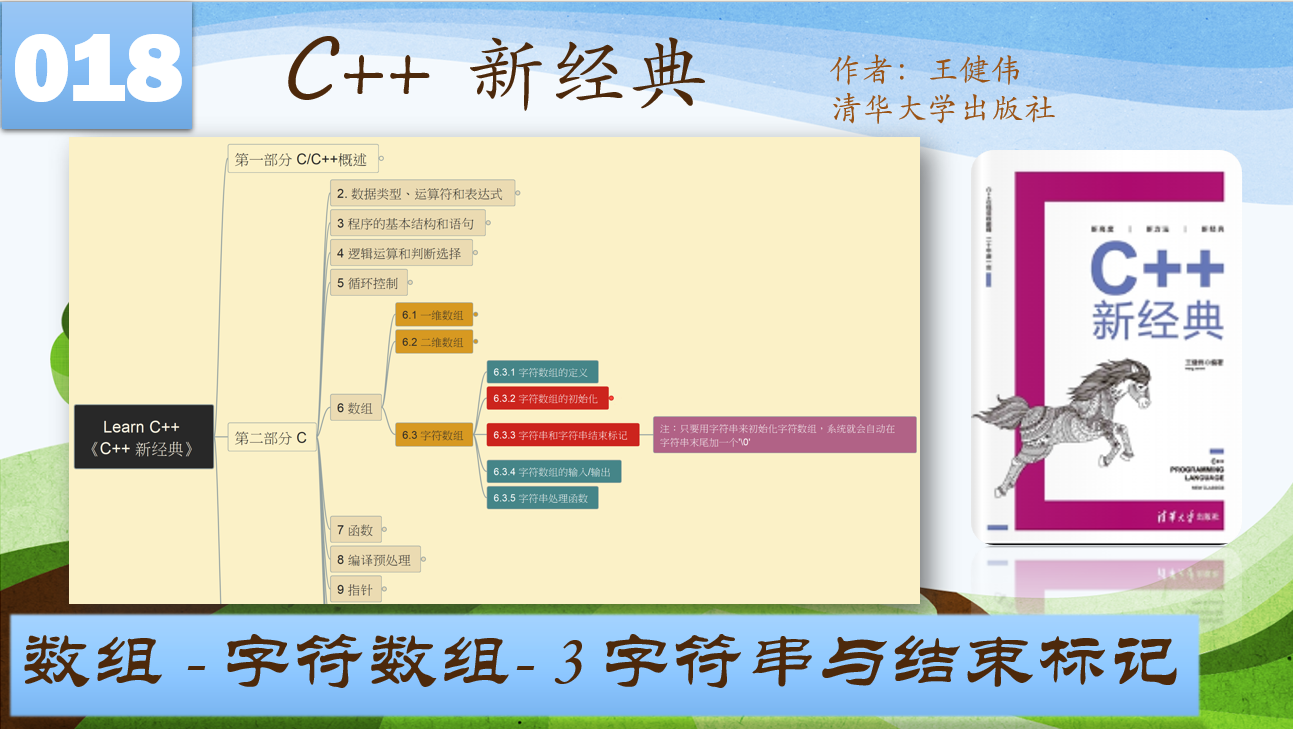 018
C++ 新经典
作者：王健伟
清华大学出版社
第一部分 C/C++概述
2. 数据类型、运算符和表达式
3 程序的基本结构和语句
4 逻辑运算和判断选择
5 循环控制
6.1 一维数组
6.2 二维数组
6.3.1 字符数组的定义
6.3.2 字符数组的初始化
6 数组
6.3 字符数组
6.3.3 字符串和字符串结束标记
注：只要用字符串来初始化字符数组，系统就会自动在
字符串末尾加一个'\0'
Learn C++
《C++ 新经典》
第二部分 C
6.3.4 字符数组的输入/输出
6.3.5 字符串处理函数
7 函数
8 编译预处理
9 指针
C++
新经典
王健伟◎编著
C++
PROGRAMMING
LANGUAGE
NEW CLASSICS
清华大学出版社
数组 - 字符数组- 3 字符串与结束标记